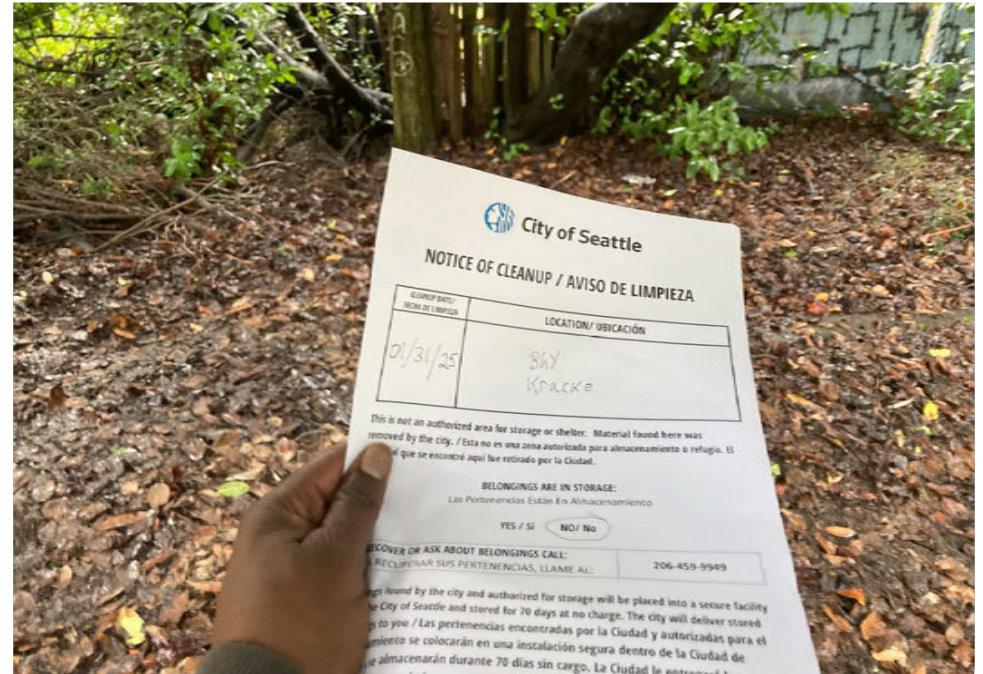 City of Seattle
NOTICE OF CLEANUP / AVISO DE LIMPIEZA
CLEANUP DATE/
FECHA DE LIMPIEZA
LOCATION/ UBICACIÓN
01/31/25
8hY
Kracke
This is not an authorized area for storage or shelter. Material found here was
removed by the city. / Esta no es una zona autorizada para almacenamiento o refugio. El
al que se encontró aquí fue retirado por la Ciudad.
BELONGINGS ARE IN STORAGE:
Las Pertenencias Están En Almacenamiento
YES / Sí NO/ No
RECOVER OR ASK ABOUT BELONGINGS CALL:
RECUPERAR SUS PERTENENCIAS, LLAME AL:
206-459-9949
gs found by the city and authorized for storage will be placed into a secure facility
e City of Seattle and stored for 70 days at no charge. The city will deliver stored
s to you / Las pertenencias encontradas por la Ciudad y autorizadas para el
miento se colocarán en una instalación segura dentro de la Ciudad de
e almacenarán durante 70 días sin cargo. La Ciudad le entregará